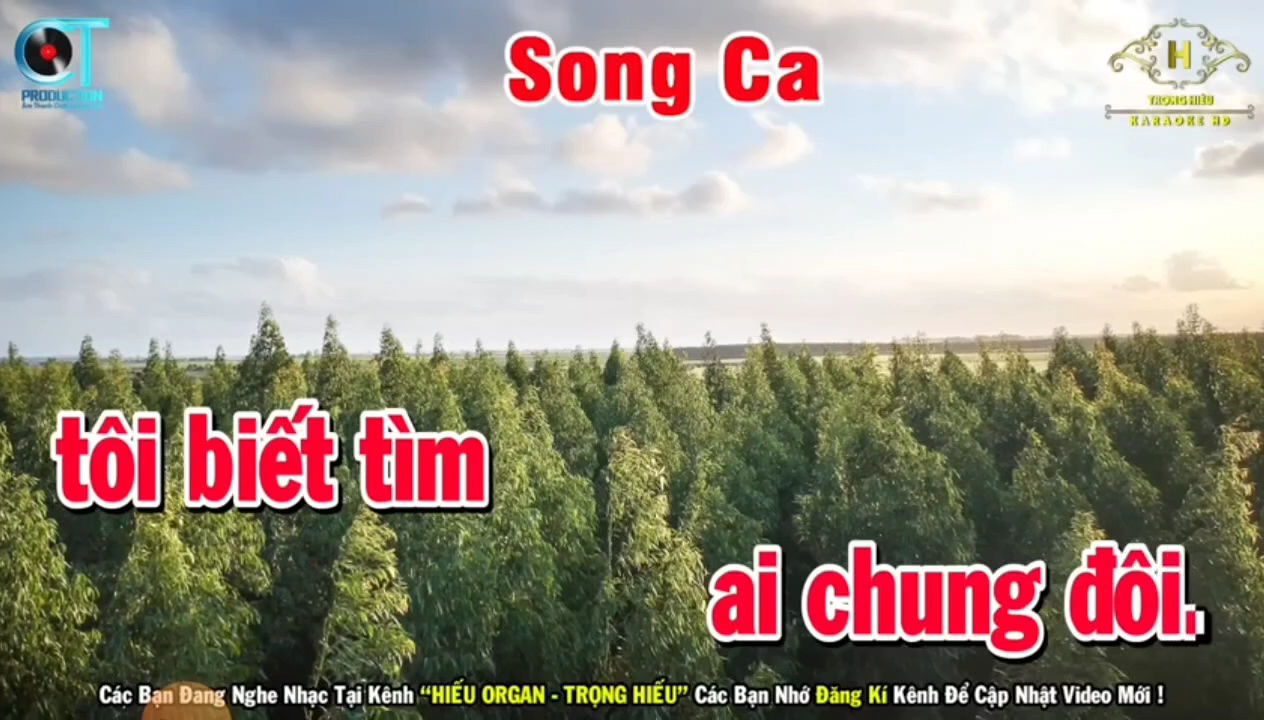 CT
PRODUCTION
Song Ca
H
TRỌNG HIẾU
KARAOKE HD
tôi biết tìm
ai chung đôi.
Các Bạn Đang Nghe Nhạc Tại Kênh “HIẾU ORGAN - TRỌNG HIẾU” Các Bạn Nhớ Đăng Kí Kênh Để Cập Nhật Video Mới !